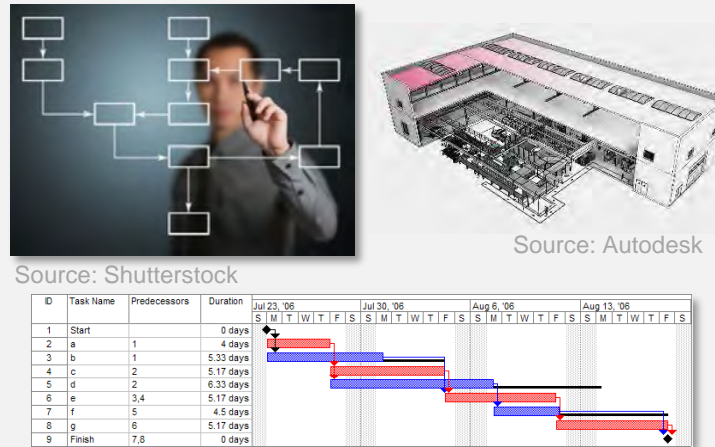 Source: Autodesk
Source: Shutterstock
ID Task Name Predecessors Duration Jul 23, '06 Jul 30, '06 Aug 6, '06 Aug 13, '06
S M T W T F S S M T W T F S S M T W T F S S M T W T F S
1 Start 0 days
2 a 1 4 days
3 b 1 5.33 days
4 c 2 5.17 days
5 d 2 6.33 days
6 e 3,4 5.17 days
7 f 5 4.5 days
8 g 6 5.17 days
9 Finish 7,8 0 days